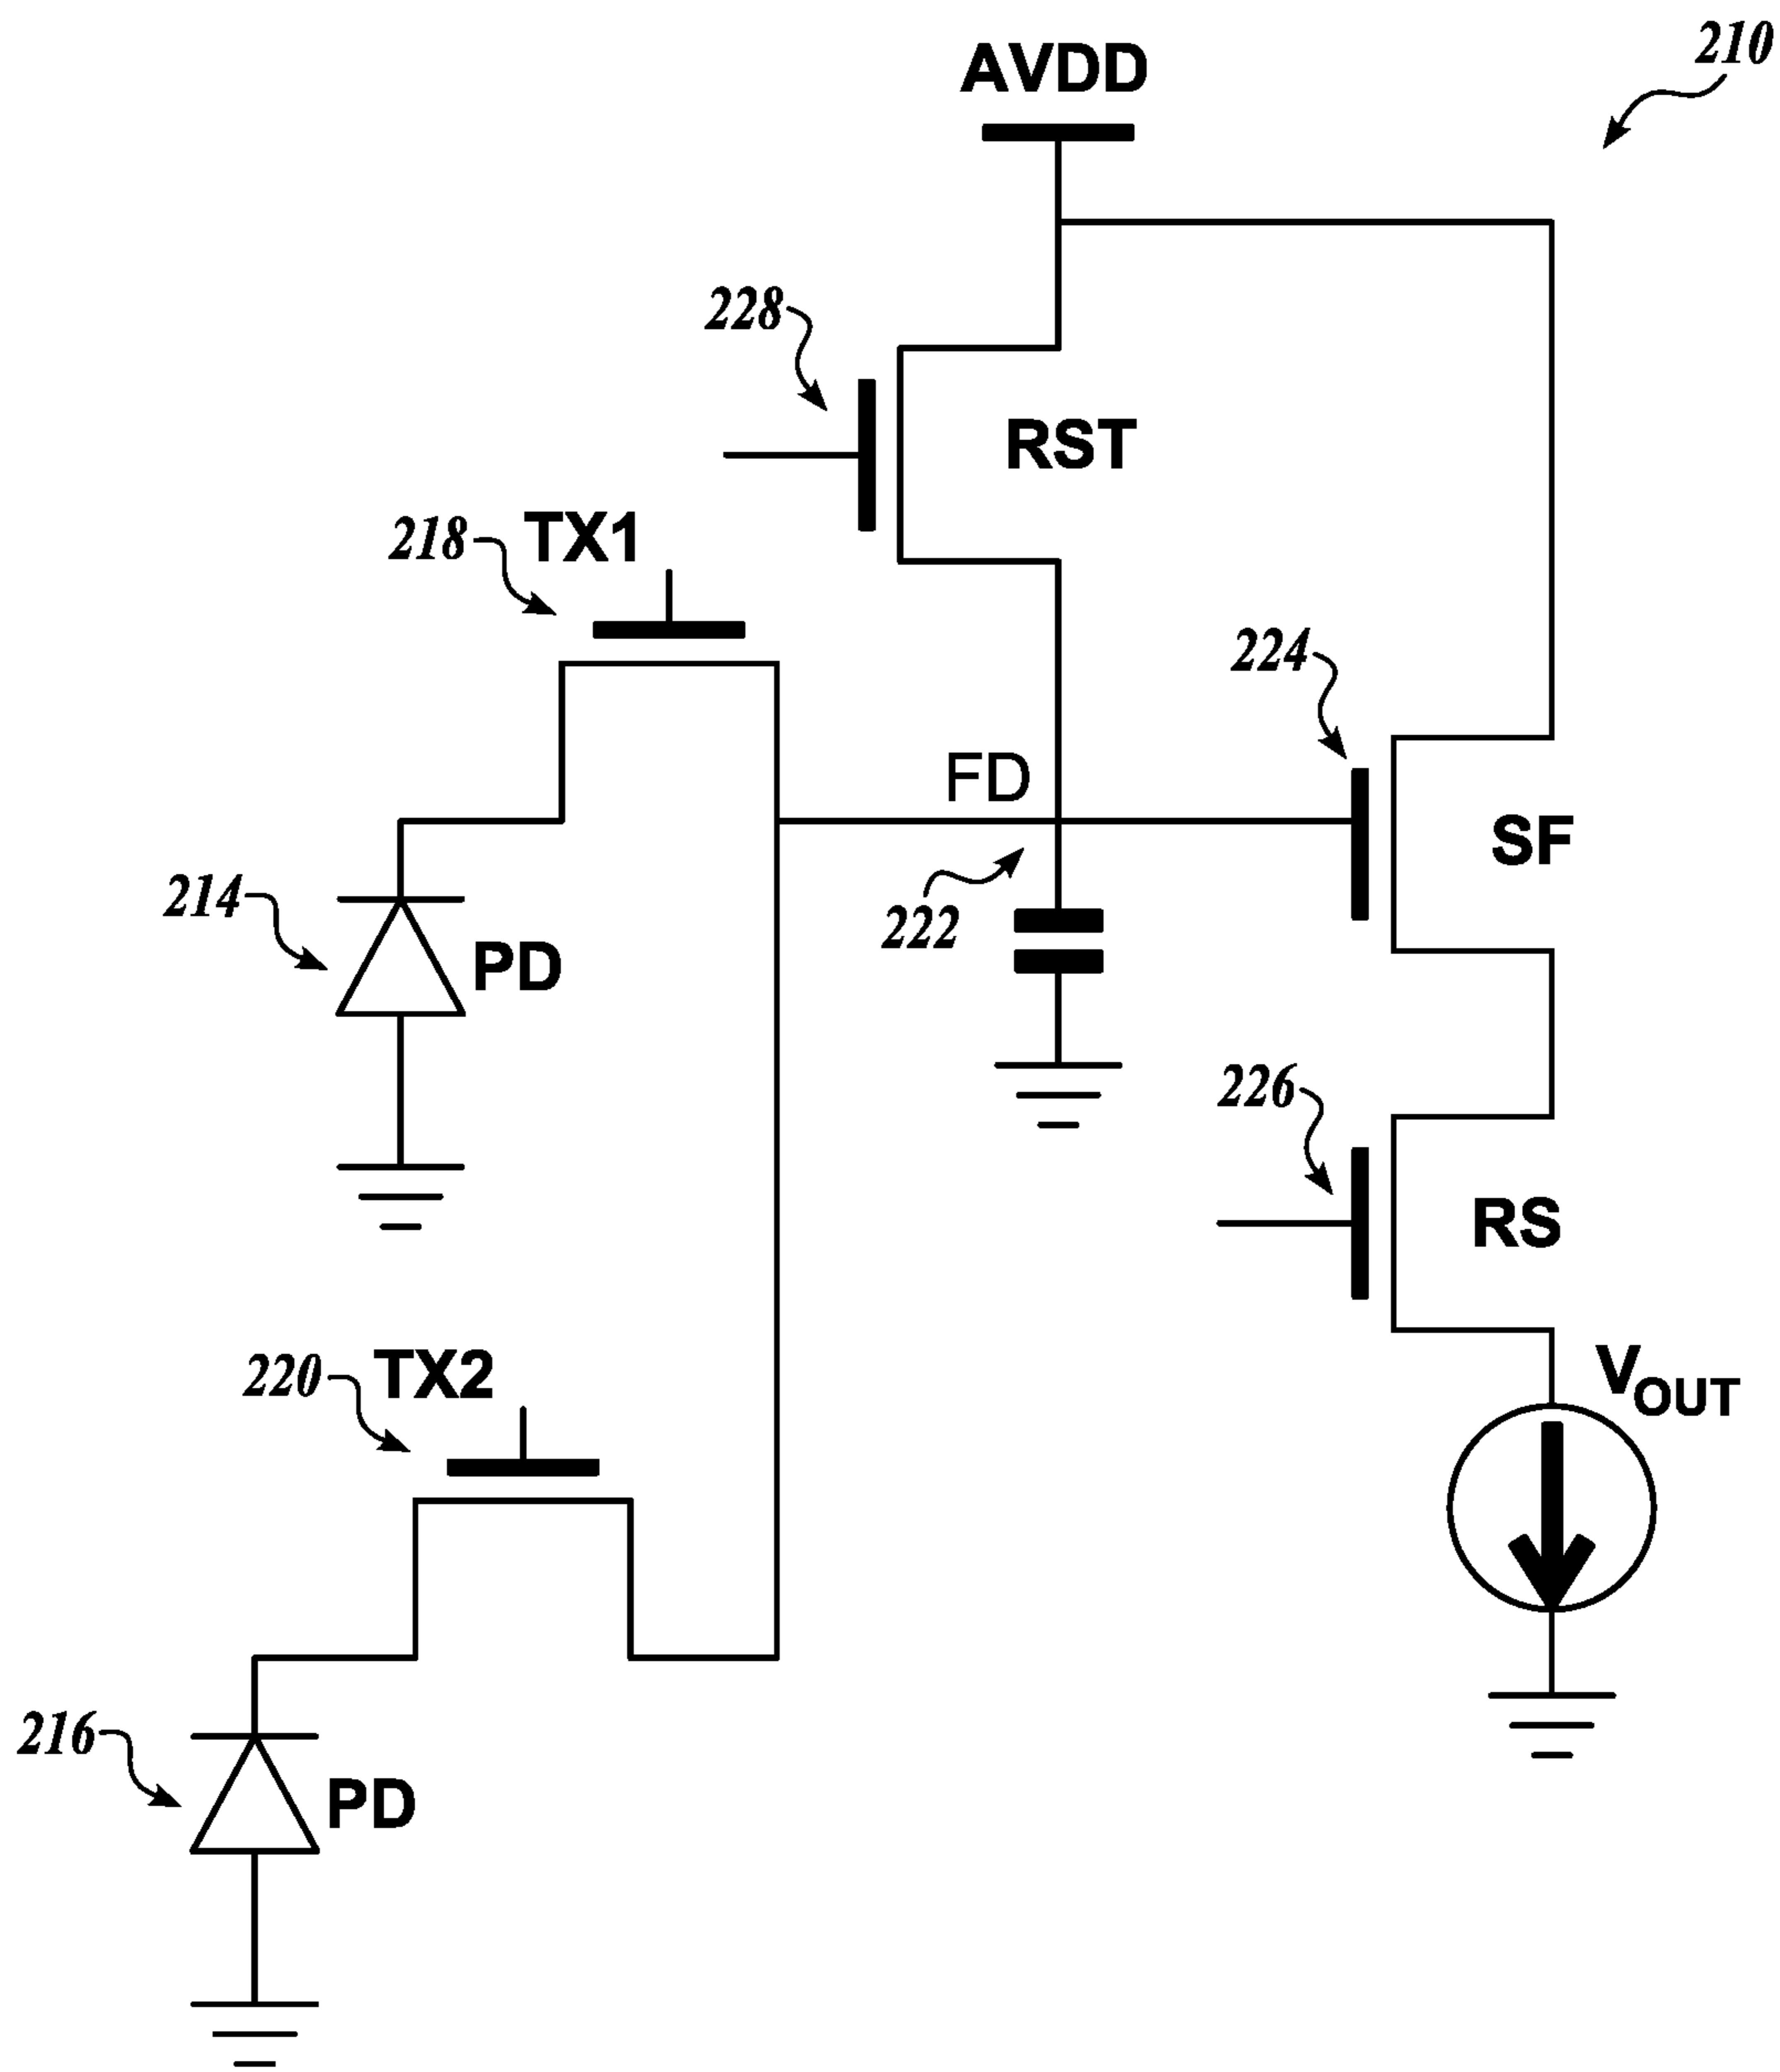 210
AVDD
228
RST
218 TX1
224
FD
SF
222
214
PD
226
RS
VOUT
220 TX2
216
PD